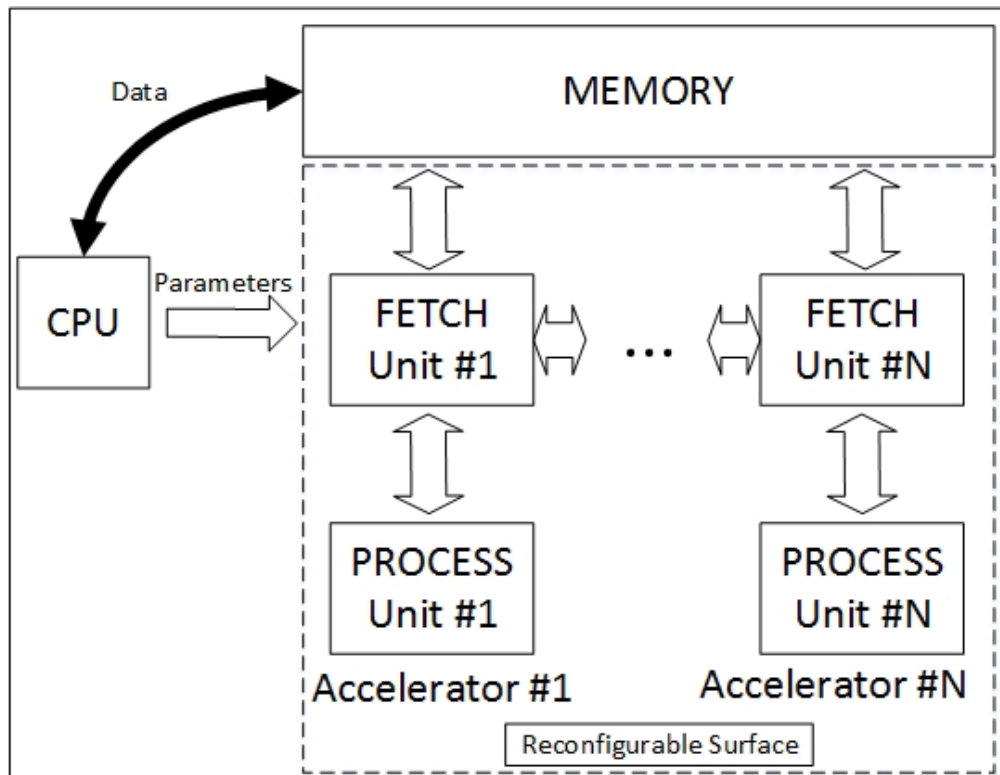 MEMORY
Data
CPU
Parameters
FETCH
Unit #1
...
FETCH
Unit #N
PROCESS
Unit #1
PROCESS
Unit #N
Accelerator #1
Accelerator #N
Reconfigurable Surface